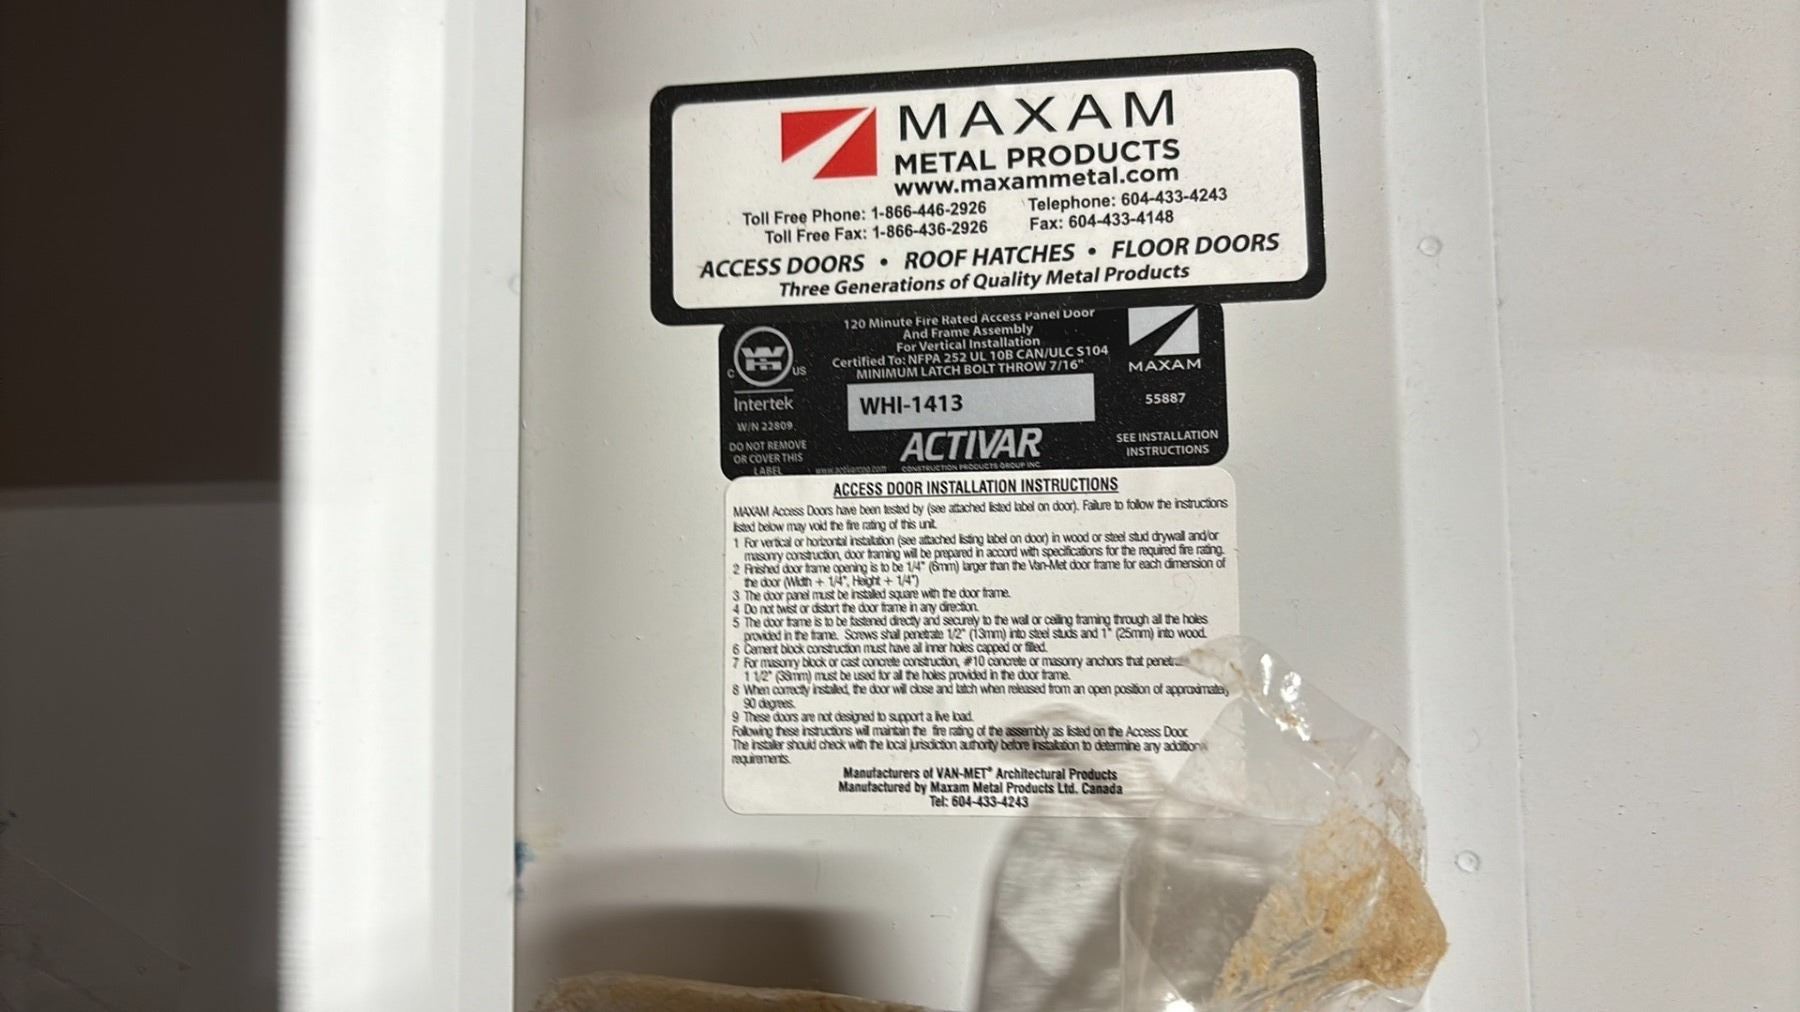 MAXAM
METAL PRODUCTS
www.maxammetal.com
Toll Free Phone: 1-866-446-2926 Telephone: 604-433-4243
Toll Free Fax: 1-866-436-2926 Fax: 604-433-4148
ACCESS DOORS • ROOF HATCHES • FLOOR DOORS
Three Generations of Quality Metal Products
120 Minute Fire Rated Access Panel Door
And Frame Assembly
For Vertical Installation
Certified To: NFPA 252 UL 10B CAN/ULC S104
MINIMUM LATCH BOLT THROW 7/16"
C WH US
Intertek
W/N 22809
DO NOT REMOVE
OR COVER THIS
LABEL
WHI-1413
ACTIVAR
CONSTRUCTION PRODUCTS GROUP INC
www.activarcpg.com
MAXAM
55887
SEE INSTALLATION
INSTRUCTIONS
ACCESS DOOR INSTALLATION INSTRUCTIONS
MAXAM Access Doors have been tested by (see attached listed label on door). Failure to follow the instructions
listed below may void the fire rating of this unit.
1 For vertical or horizontal installation (see attached listing label on door) in wood or steel stud drywall and/or
masonry construction, door framing will be prepared in accord with specifications for the required fire rating.
2 Finished door frame opening is to be 1/4" (6mm) larger than the Van-Met door frame for each dimension of
the door (Width + 1/4", Height + 1/4")
3 The door panel must be installed square with the door frame.
4 Do not twist or distort the door frame in any direction.
5 The door frame is to be fastened directly and securely to the wall or ceiling framing through all the holes
provided in the frame. Screws shall penetrate 1/2" (13mm) into steel studs and 1" (25mm) into wood.
6 Cement block construction must have all inner holes capped or filled.
7 For masonry block or cast concrete construction, #10 concrete or masonry anchors that penetra
1 1/2" (38mm) must be used for all the holes provided in the door frame.
8 When correctly installed, the door will close and latch when released from an open position of approximately
90 degrees.
9 These doors are not designed to support a live load.
Following these instructions will maintain the fire rating of the assembly as listed on the Access Door.
The installer should check with the local jurisdiction authority before installation to determine any additional
requirements.
Manufacturers of VAN-MET® Architectural Products
Manufactured by Maxam Metal Products Ltd. Canada
Tel: 604-433-4243